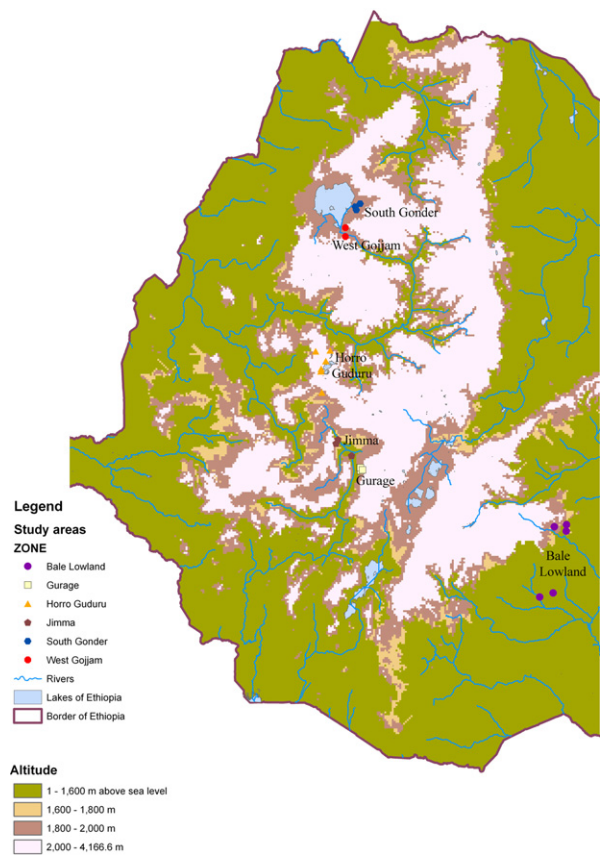 South Gonder
West Gojjam
Horro
Guduru
Jimma
Gurage
Bale
Lowland
Legend
Study areas
ZONE
Bale Lowland
Gurage
Horro Guduru
Jimma
South Gonder
West Gojjam
Rivers
Lakes of Ethiopia
Border of Ethiopia
Altitude
1 - 1,600 m above sea level
1,600 - 1,800 m
1,800 - 2,000 m
2,000 - 4,166.6 m